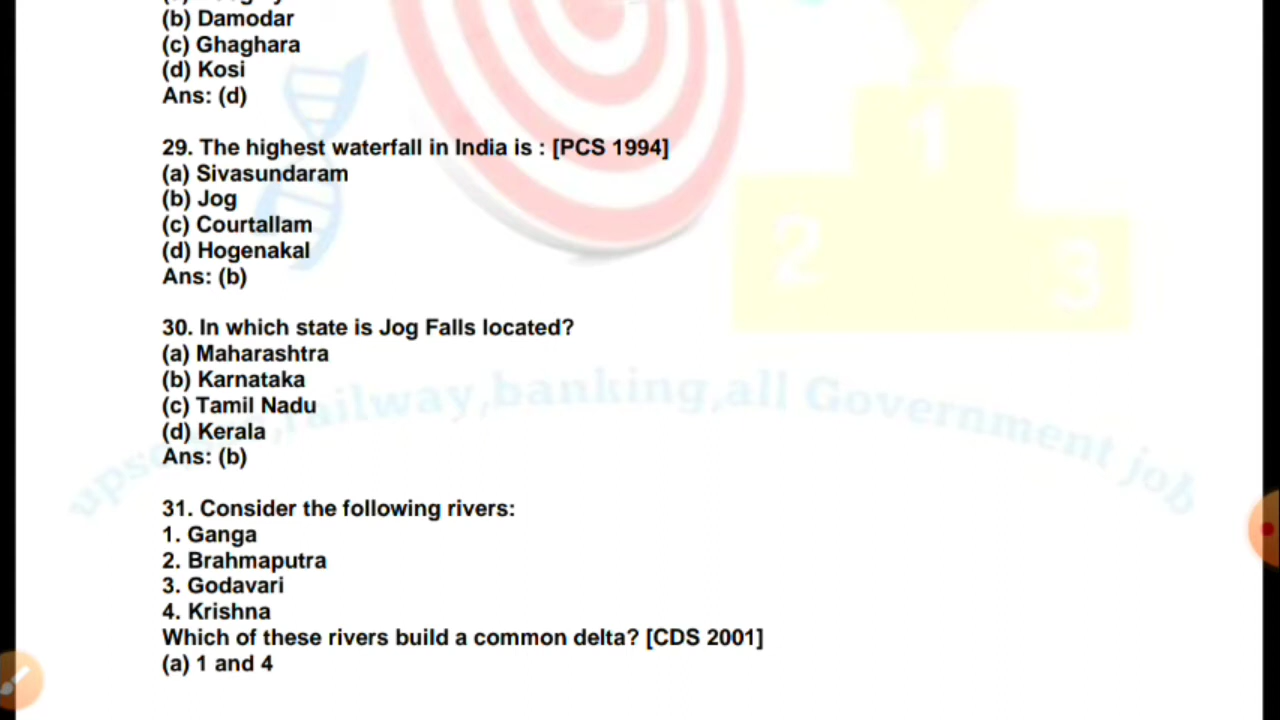 (b) Damodar
(c) Ghaghara
(d) Kosi
Ans: (d)
29. The highest waterfall in India is : [PCS 1994]
(a) Sivasundaram
(b) Jog
(c) Courtallam
(d) Hogenakal
Ans: (b)
30. In which state is Jog Falls located?
(a) Maharashtra
(b) Karnataka
(c) Tamil Nadu
(d) Kerala
Ans: (b)
31. Consider the following rivers:
1. Ganga
2. Brahmaputra
3. Godavari
4. Krishna
Which of these rivers build a common delta? [CDS 2001]
(a) 1 and 4
1
2
3
railway,banking,all Government job